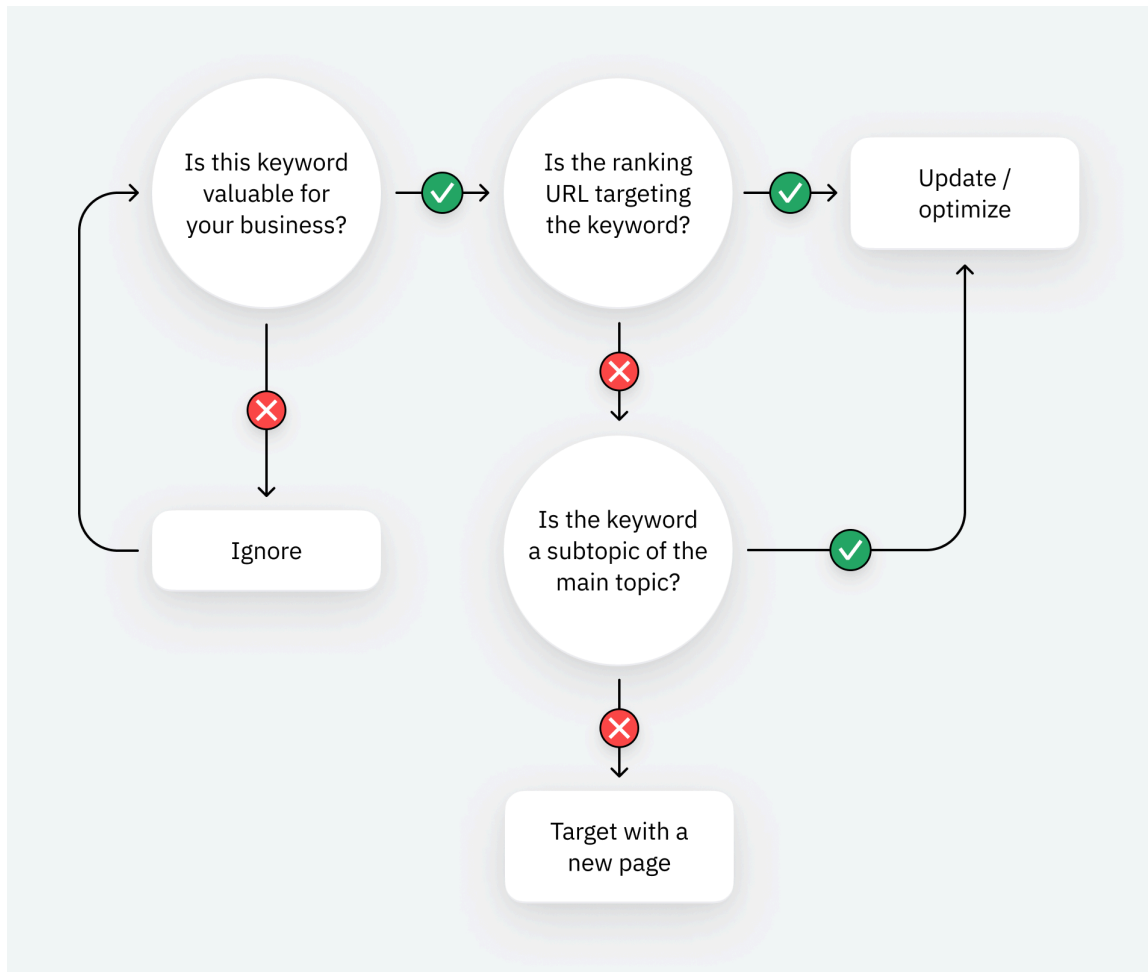 Is this keyword
valuable for
your business?
Is the ranking
URL targeting
the keyword?
Update /
optimize
Ignore
Is the keyword
a subtopic of the
main topic?
Target with a
new page